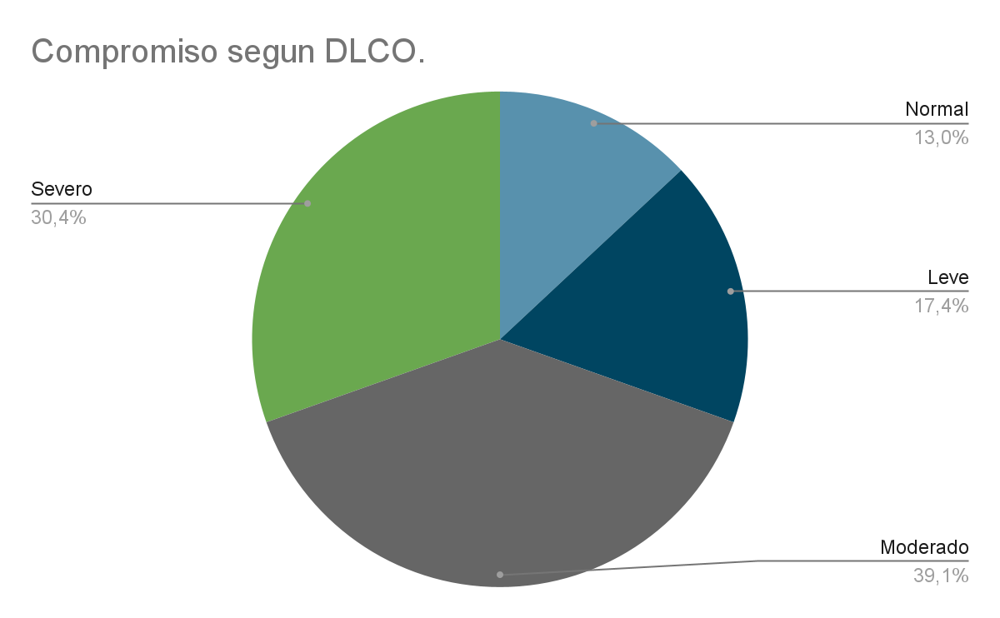 Compromiso segun DLCO.
Normal
13,0%
Severo
30,4%
Leve
17,4%
Moderado
39,1%